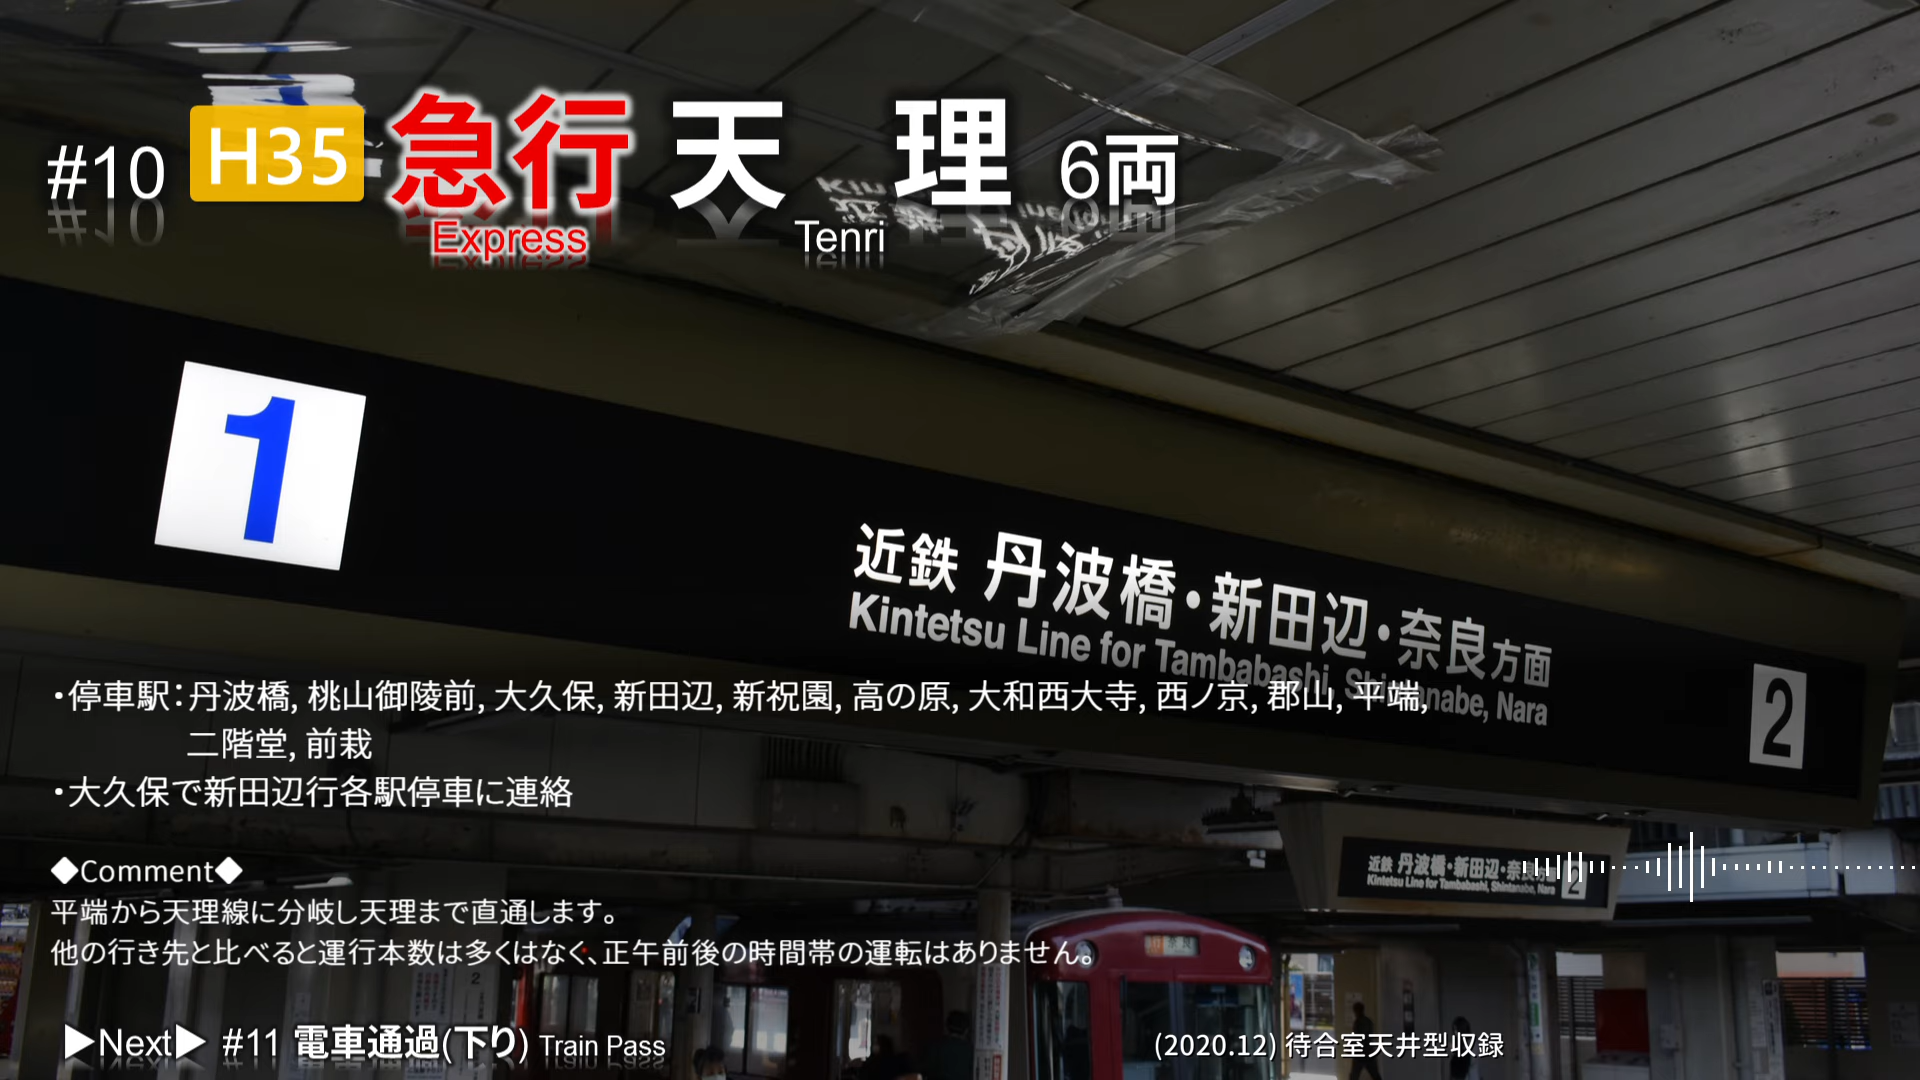 #10 H35 急行 天理 6両
Express Tenri
1
近鉄 丹波橋・新田辺・奈良方面
Kintetsu Line for Tambabashi, Shintanabe, Nara
2
・停車駅：丹波橋, 桃山御陵前, 大久保, 新田辺, 新祝園, 高の原, 大和西大寺, 西ノ京, 郡山, 平端,
二階堂, 前栽
・大久保で新田辺行各駅停車に連絡
近鉄 丹波橋・新田辺・奈良方面
Kintetsu Line for Tambabashi, Shintanabe, Nara
2
◆Comment◆
平端から天理線に分岐し天理まで直通します。
他の行き先と比べると運行本数は多くはなく、正午前後の時間帯の運転はありません。
▶Next▶ #11 電車通過(下り) Train Pass
(2020.12) 待合室天井型収録